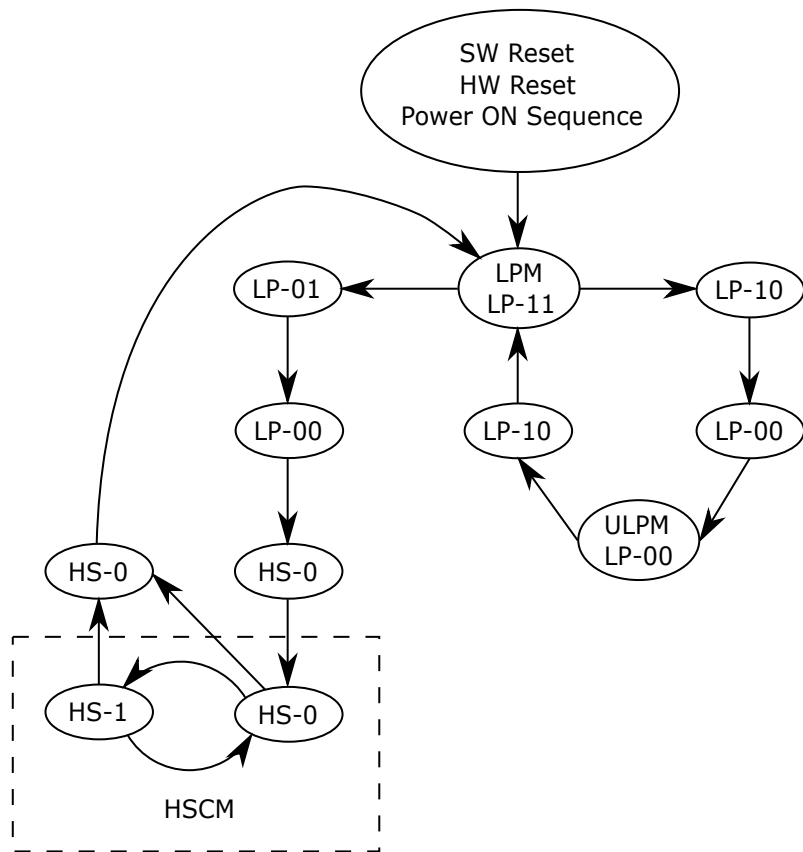 SW Reset
HW Reset
Power ON Sequence
LP-01
LPM
LP-11
LP-10
LP-00
LP-10
LP-00
ULPM
LP-00
HS-0
HS-0
HS-1
HS-0
HSCM